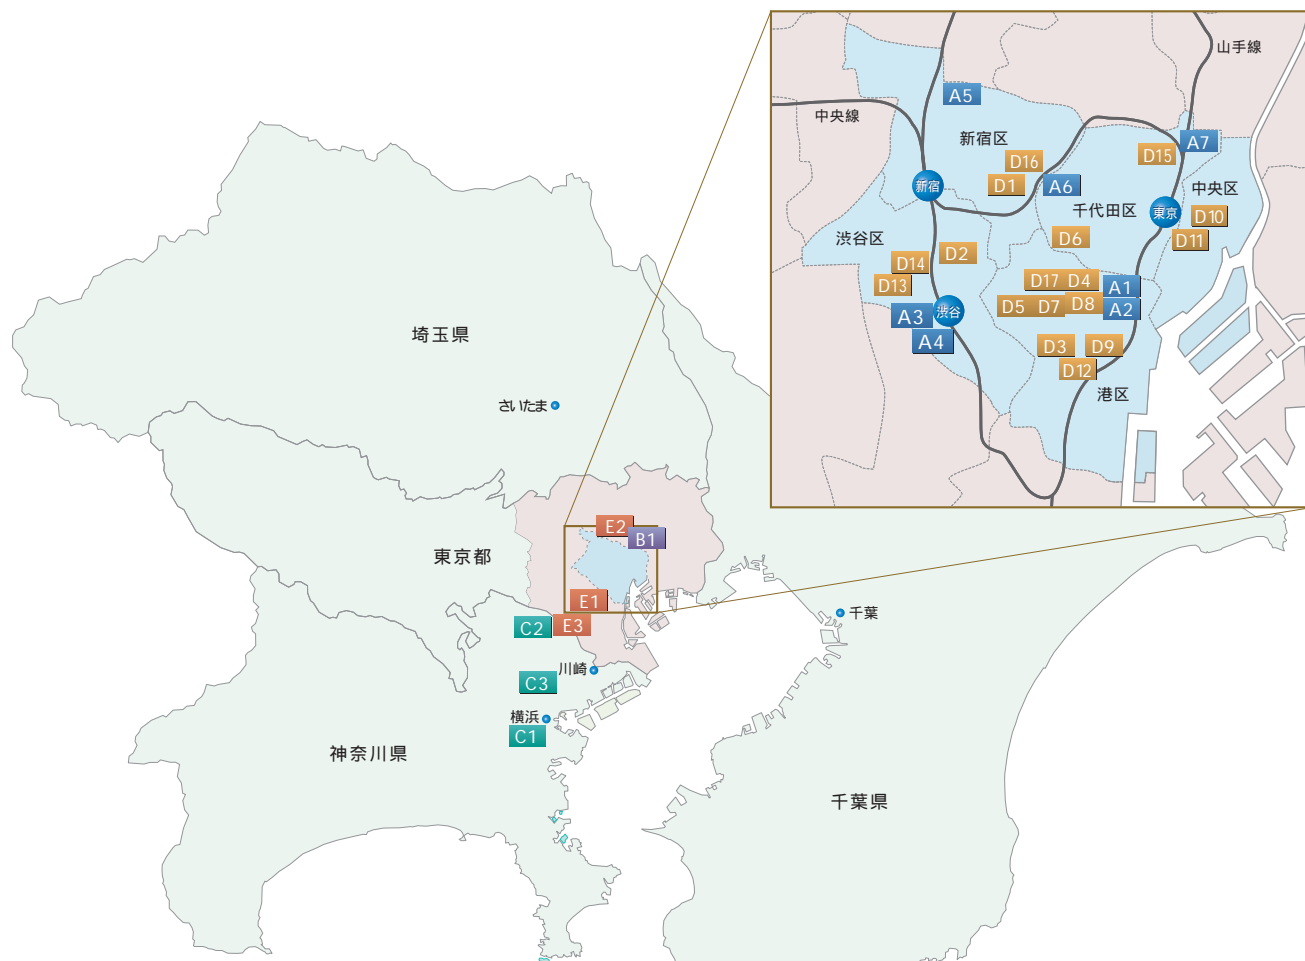 山手線
A5
中央線
新宿区
A7
D16
D15
新宿
D1
A6
中央区
千代田区
東京
D10
渋谷区
D6
D11
D2
D14
D13
D17
D4
A1
D5
D7
D8
A2
A3
渋谷
A4
D3
D9
D12
港区
埼玉県
さいたま
E2
B1
東京都
E1
千葉
C2
E3
川崎
C3
横浜
C1
神奈川県
千葉県